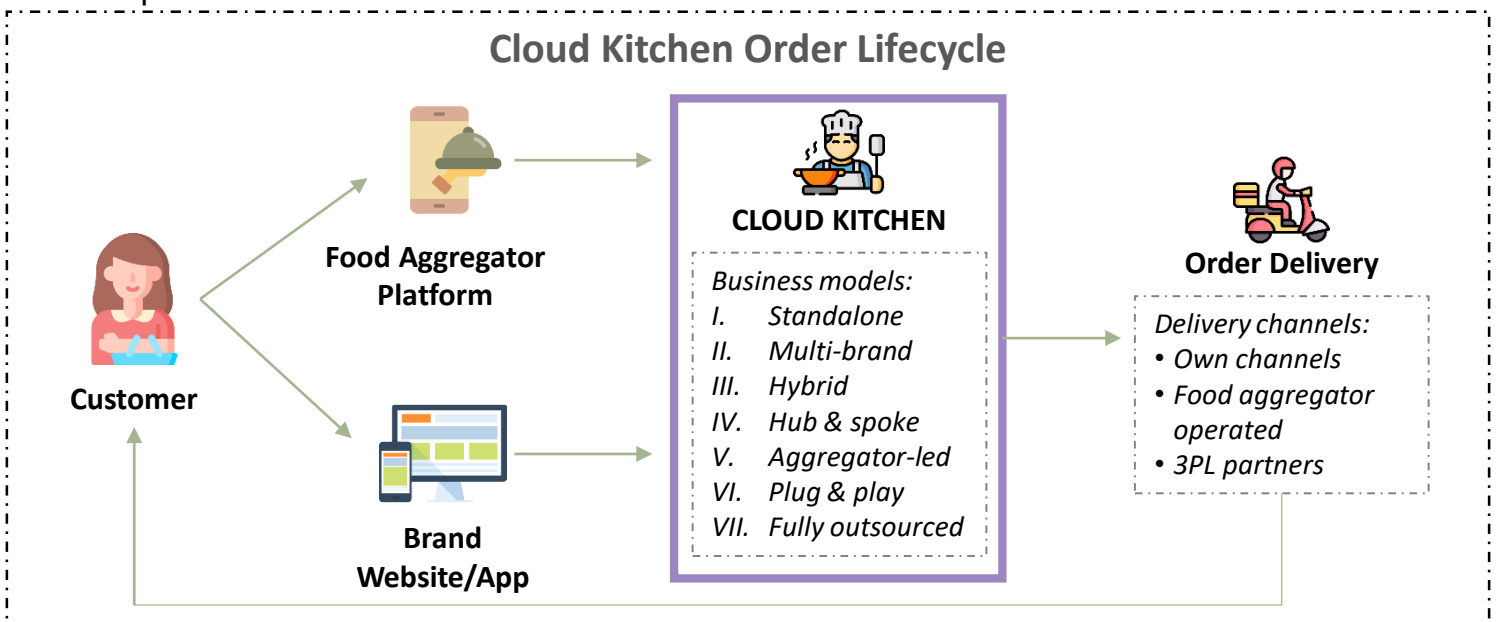 Cloud Kitchen Order Lifecycle
Customer
Food Aggregator
Platform
Brand
Website/App
CLOUD KITCHEN
Business models:
I. Standalone
II. Multi-brand
III. Hybrid
IV. Hub & spoke
V. Aggregator-led
VI. Plug & play
VII. Fully outsourced
Order Delivery
Delivery channels:
• Own channels
• Food aggregator
operated
• 3PL partners